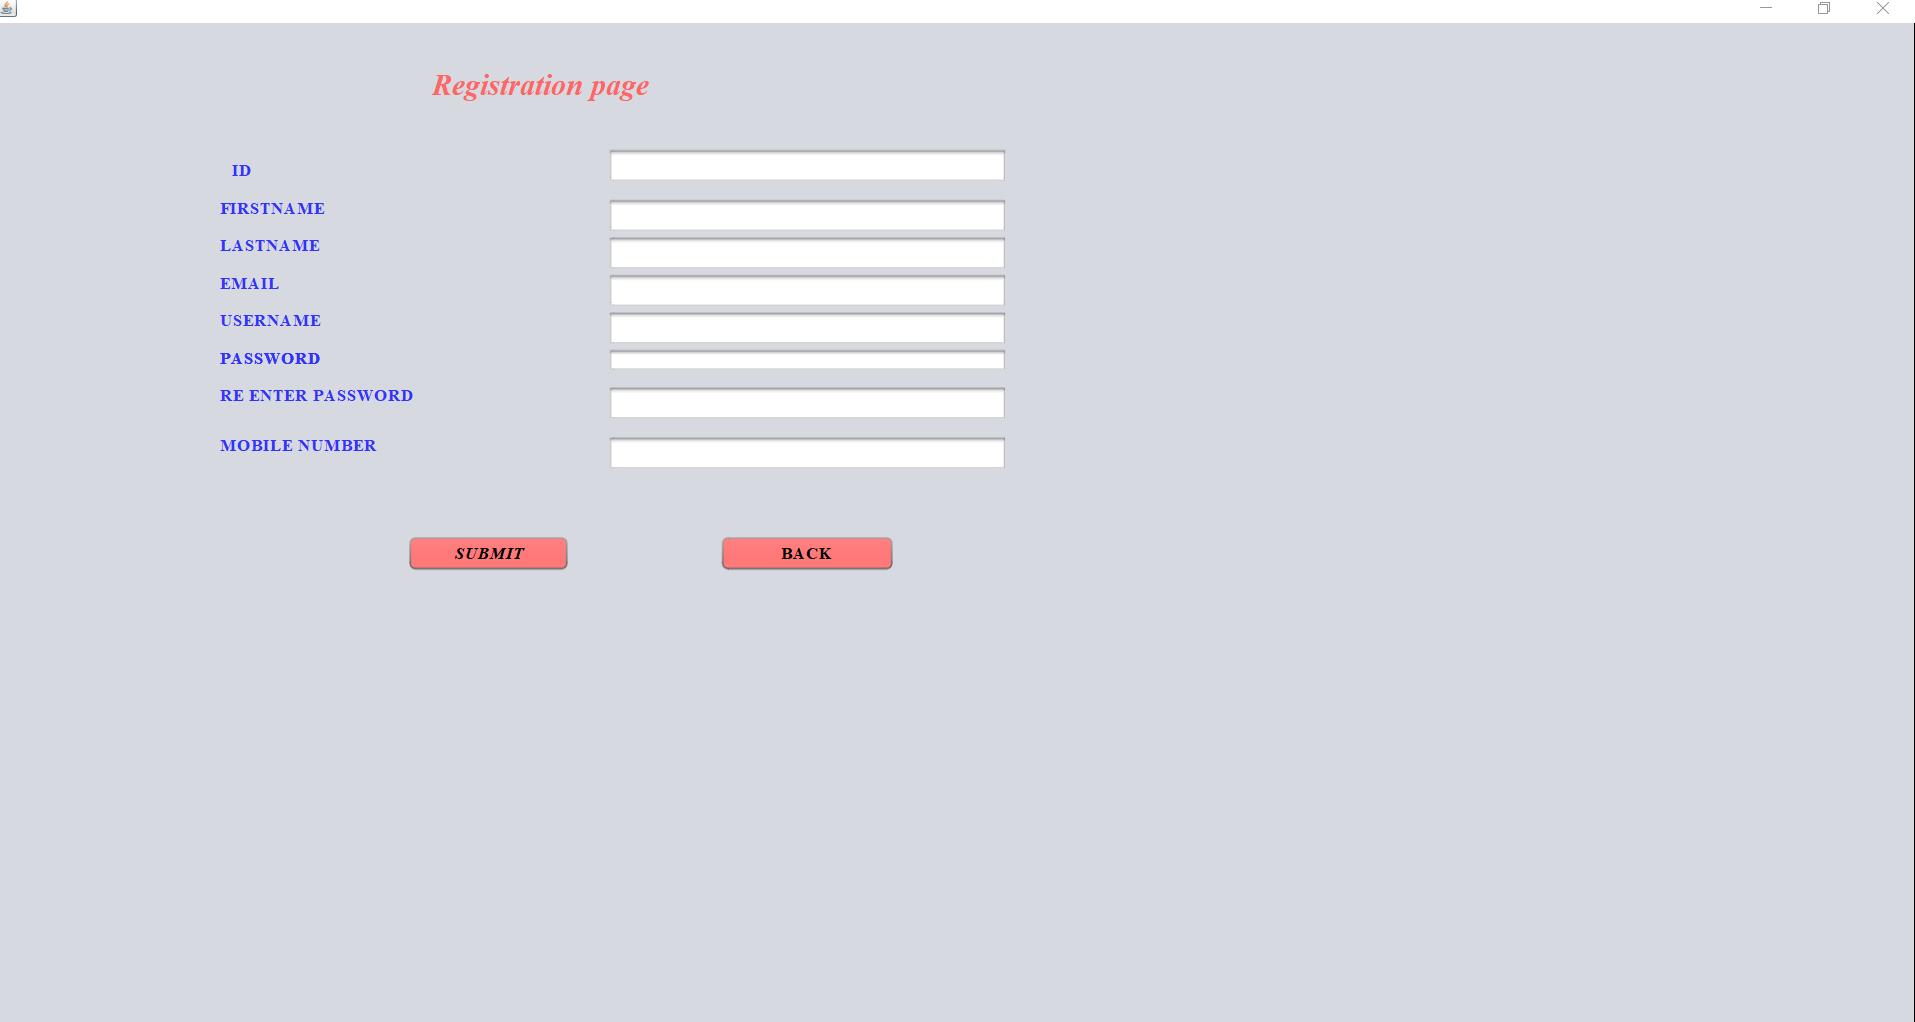 Registration page
ID
FIRSTNAME
LASTNAME
EMAIL
USERNAME
PASSWORD
RE ENTER PASSWORD
MOBILE NUMBER
SUBMIT
BACK